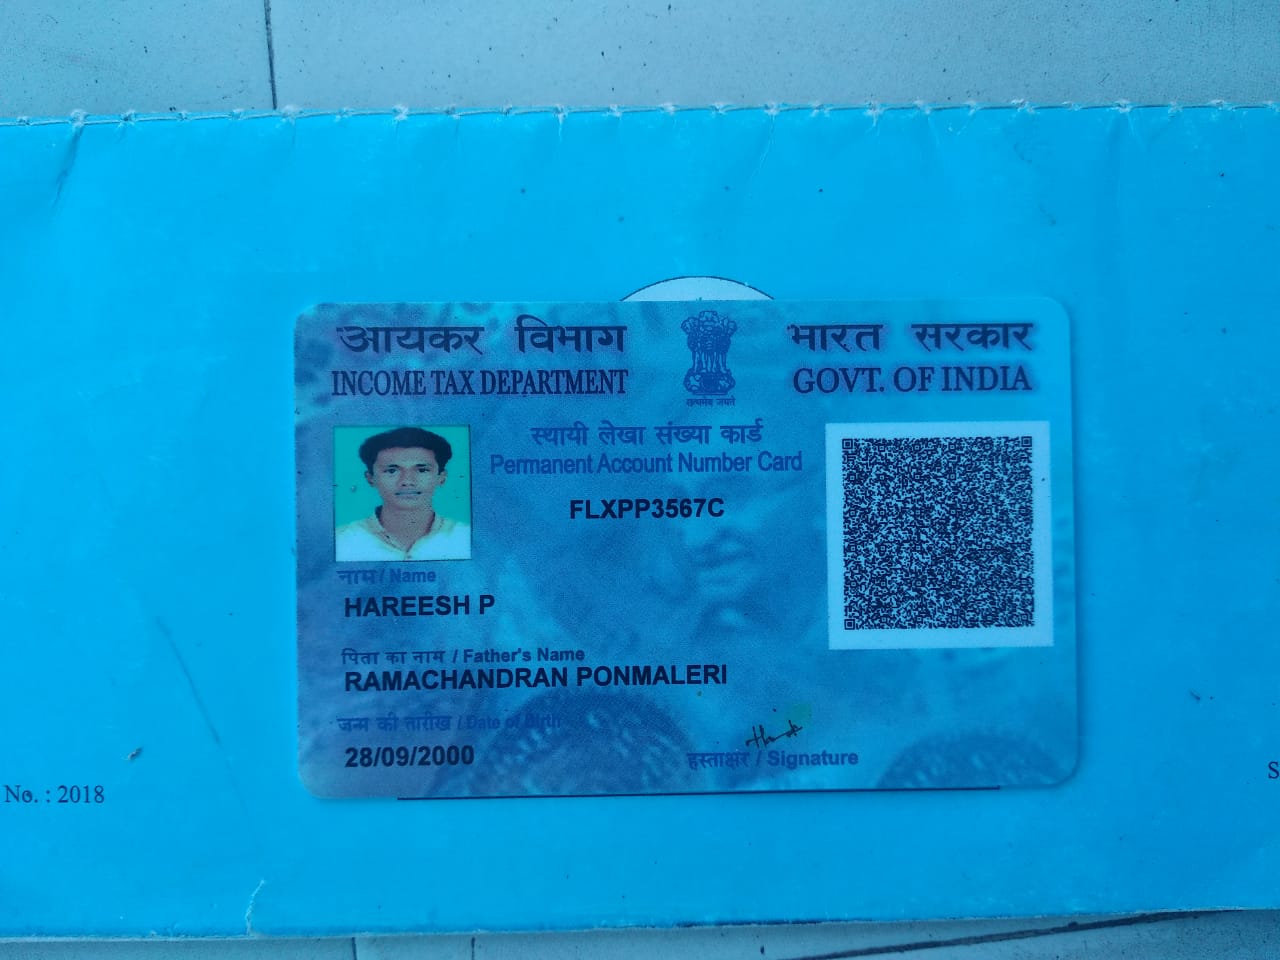 आयकर विभाग
INCOME TAX DEPARTMENT
सत्यमेव जयते
भारत सरकार
GOVT. OF INDIA
स्थायी लेखा संख्या कार्ड
Permanent Account Number Card
FLXPP3567C
नाम / Name
HAREESH P
पिता का नाम / Father's Name
RAMACHANDRAN PONMALERI
जन्म की तारीख / Date of Birth
28/09/2000
हस्ताक्षर / Signature
No. : 2018
S